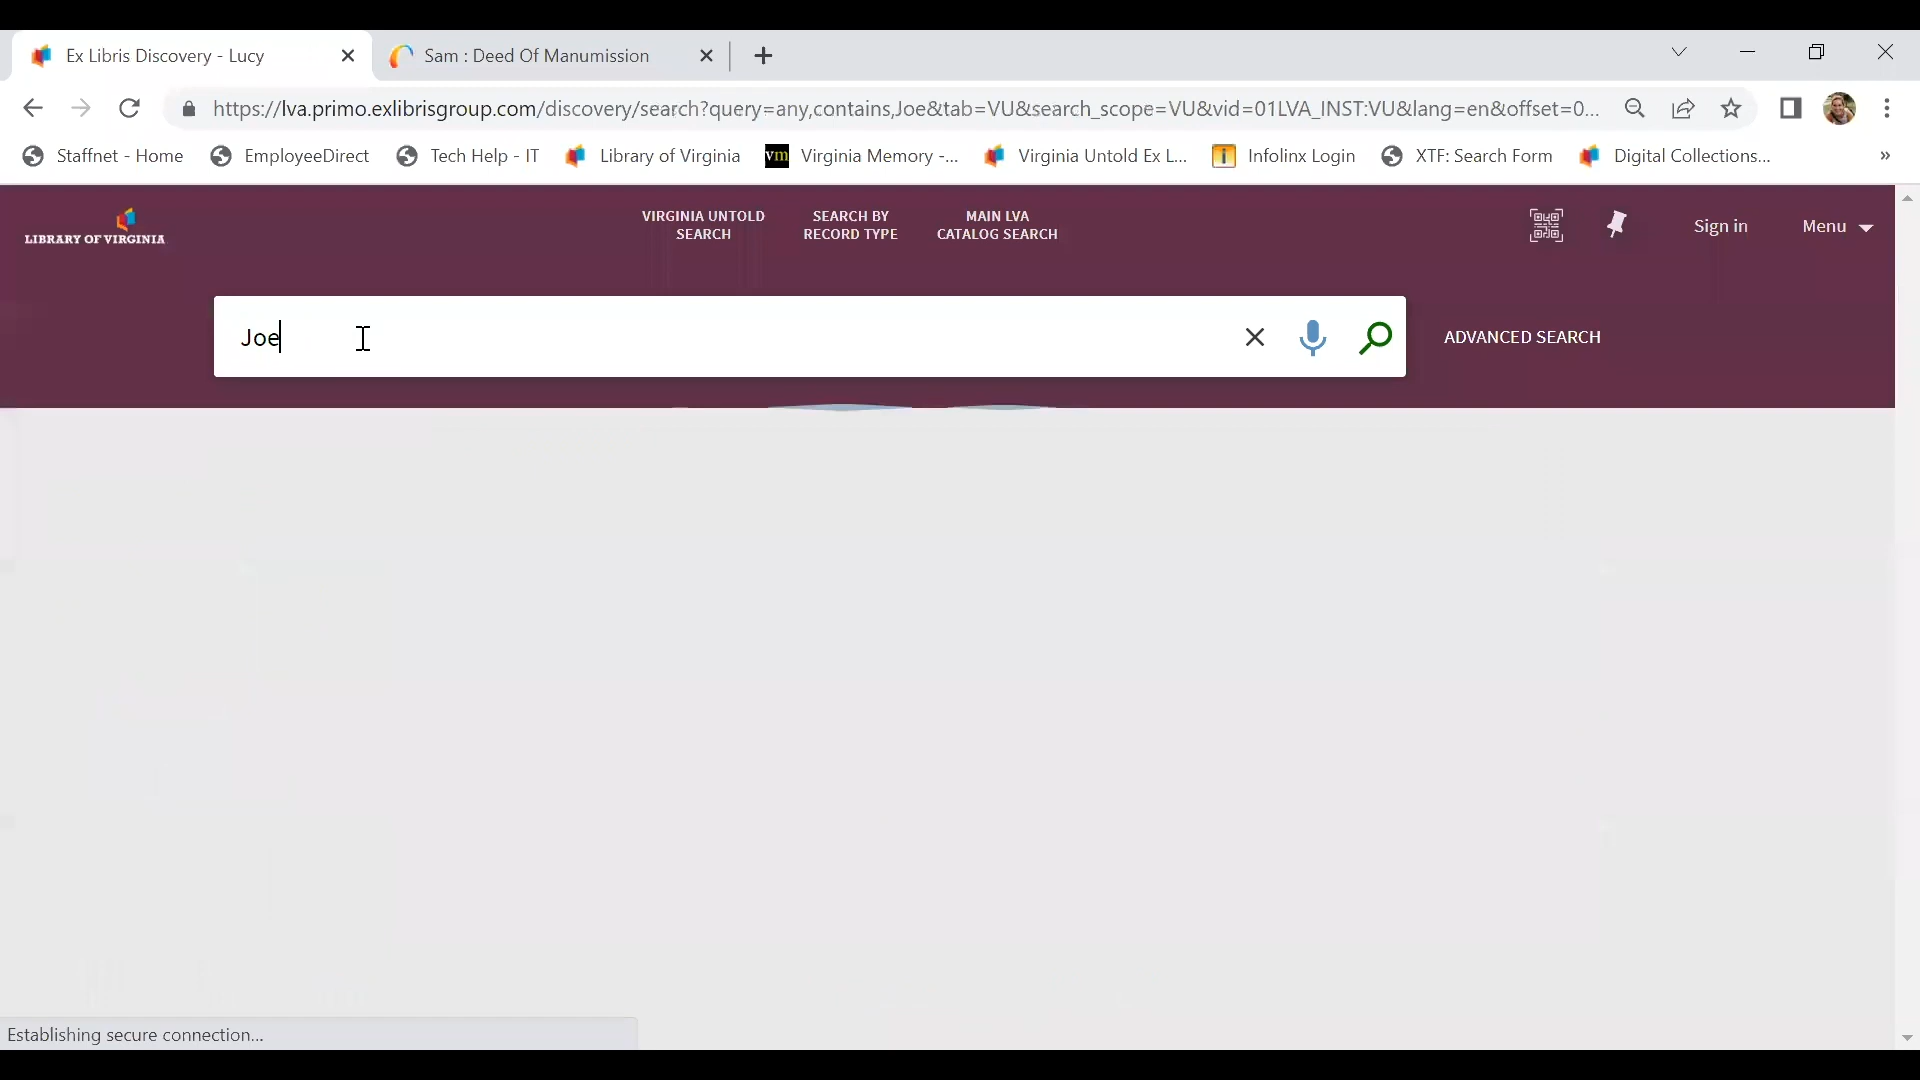 Ex Libris Discovery - Lucy
Sam : Deed Of Manumission
https://lva.primo.exlibrisgroup.com/discovery/search?query=any,contains,Joe&tab=VU&search_scope=VU&vid=01LVA_INST:VU&lang=en&offset=0...
Staffnet - Home EmployeeDirect Tech Help - IT Library of Virginia vm Virginia Memory -... Virginia Untold Ex L... i Infolinx Login XTF: Search Form Digital Collections... »
LIBRARY OF VIRGINIA
VIRGINIA UNTOLD
SEARCH
SEARCH BY
RECORD TYPE
MAIN LVA
CATALOG SEARCH
Sign in
Menu
Joe
ADVANCED SEARCH
Establishing secure connection...